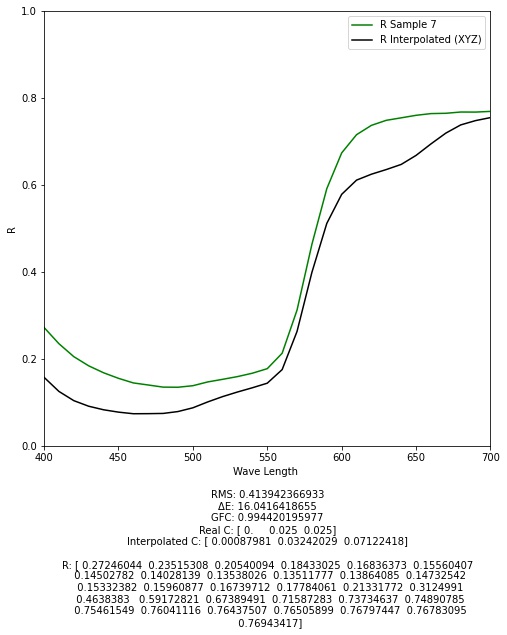 1.0
R Sample 7
R Interpolated (XYZ)
0.8
0.6
R
0.4
0.2
0.0
400 450 500 550 600 650 700
Wave Length
RMS: 0.413942366933
ΔE: 16.0416418655
GFC: 0.994420195977
Real C: [ 0. 0.025 0.025]
Interpolated C: [ 0.00087981 0.03242029 0.07122418]
R: [ 0.27246044 0.23515308 0.20540094 0.18433025 0.16836373 0.15560407
0.14502782 0.14028139 0.13538026 0.13511777 0.13864085 0.14732542
0.15332382 0.15960877 0.16739712 0.17784061 0.21331772 0.3124991
0.4638383 0.59172821 0.67389491 0.71587283 0.73734637 0.74890785
0.75461549 0.76041116 0.76437507 0.76505899 0.76797447 0.76783095
0.76943417]